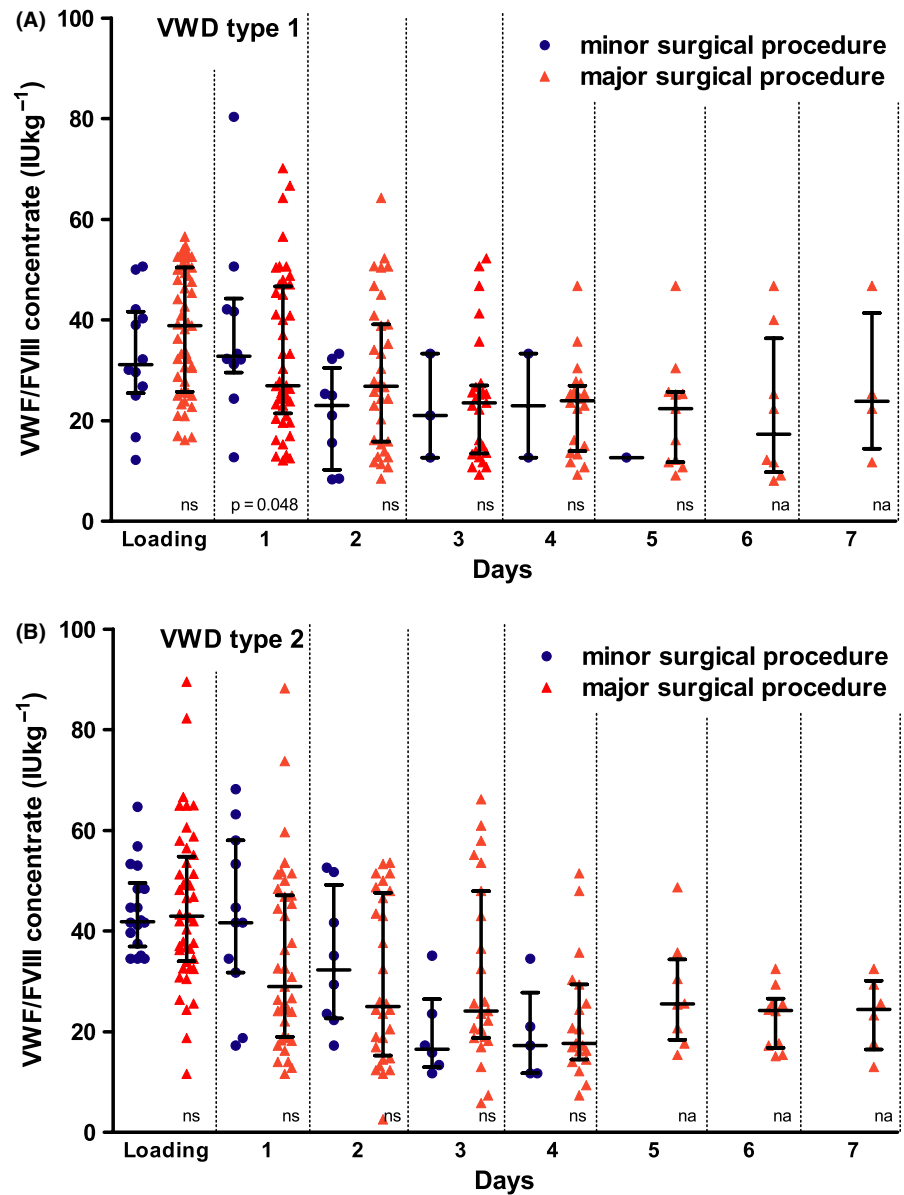 (A)
VWD type 1
minor surgical procedure
major surgical procedure
VWF/FVIII concentrate (IUkg⁻¹)
100
80
60
40
20
0
ns
p = 0.048
ns
ns
ns
ns
na
na
Loading
1
2
3
4
5
6
7
Days
(B)
VWD type 2
minor surgical procedure
major surgical procedure
VWF/FVIII concentrate (IUkg⁻¹)
100
80
60
40
20
0
ns
ns
ns
ns
ns
na
na
na
Loading
1
2
3
4
5
6
7
Days